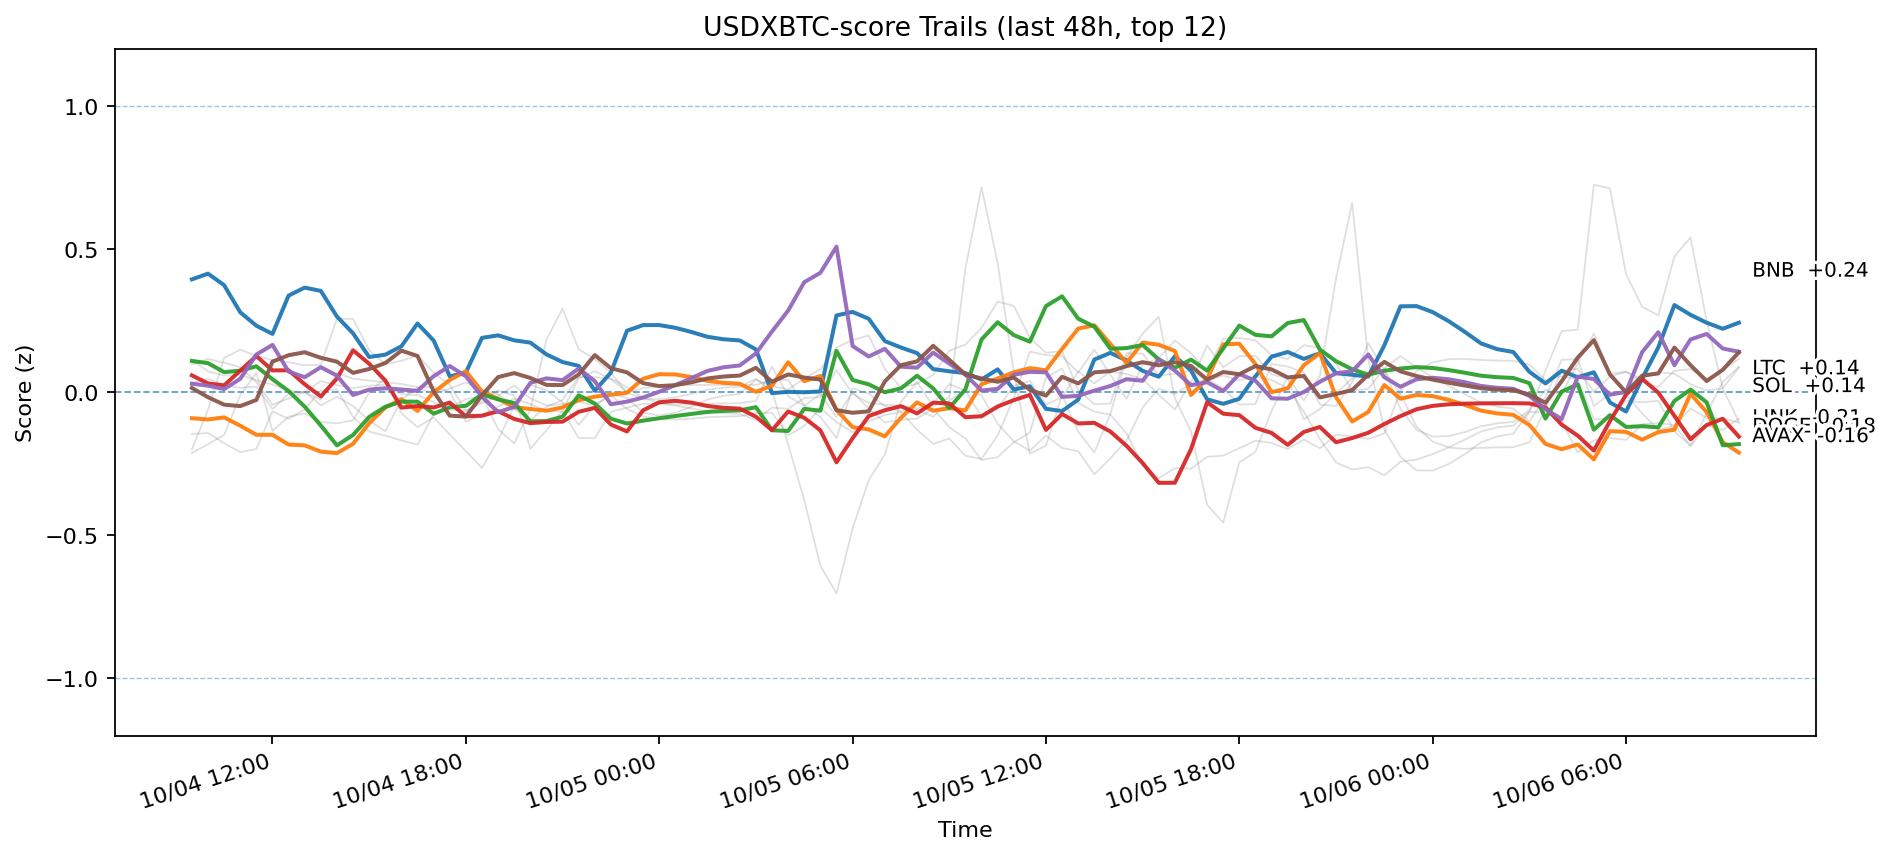 USDXBTC-score Trails (last 48h, top 12)
Score (z)
1.0
0.5
0.0
−0.5
−1.0
BNB +0.24
LTC +0.14
SOL +0.14
AVAX -0.16
10/04 12:00
10/04 18:00
10/05 00:00
10/05 06:00
10/05 12:00
10/05 18:00
10/06 00:00
10/06 06:00
Time